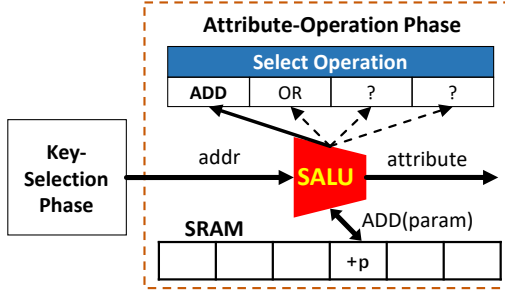 Attribute-Operation Phase
Select Operation
ADD OR ? ?
Key-
Selection
Phase
addr
SALU
attribute
ADD(param)
SRAM
+p